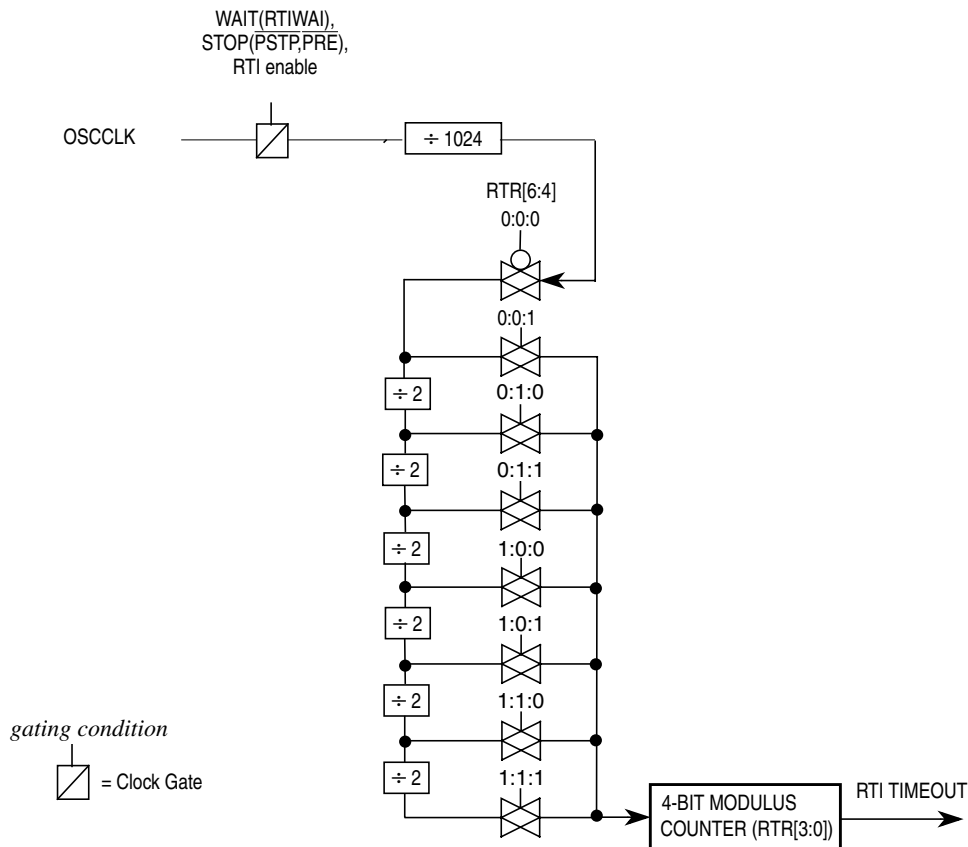 WAIT(RTIWAI),
STOP(PSTP,PRE),
RTI enable
OSCCLK
÷ 1024
RTR[6:4]
0:0:0
0:0:1
÷ 2
0:1:0
÷ 2
0:1:1
÷ 2
1:0:0
÷ 2
1:0:1
÷ 2
1:1:0
÷ 2
1:1:1
gating condition
= Clock Gate
4-BIT MODULUS
COUNTER (RTR[3:0])
RTI TIMEOUT